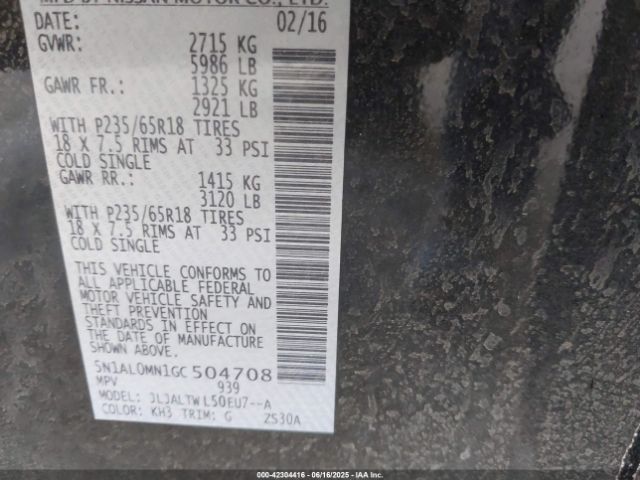 MFD BY NISSAN MOTOR CO., LTD.
DATE: 02/16
GVWR: 2715 KG
5986 LB
GAWR FR.: 1325 KG
2921 LB
WITH P235/65R18 TIRES
18 X 7.5 RIMS AT 33 PSI
COLD SINGLE
GAWR RR.: 1415 KG
3120 LB
WITH P235/65R18 TIRES
18 X 7.5 RIMS AT 33 PSI
COLD SINGLE
THIS VEHICLE CONFORMS TO
ALL APPLICABLE FEDERAL
MOTOR VEHICLE SAFETY AND
THEFT PREVENTION
STANDARDS IN EFFECT ON
THE DATE OF MANUFACTURE
SHOWN ABOVE.
5N1AL0MN1GC504708
MPV 939
MODEL: JLJALTWL50EU7--A
COLOR: KH3 TRIM: G 2S30A
000-42304416 - 06/16/2025 - IAAI.COM